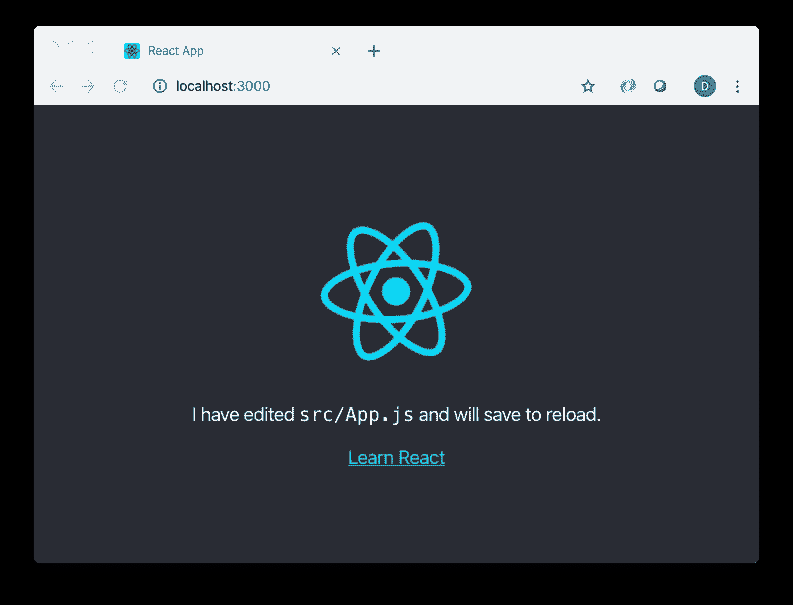 React App
localhost:3000
D
I have edited src/App.js and will save to reload.
Learn React